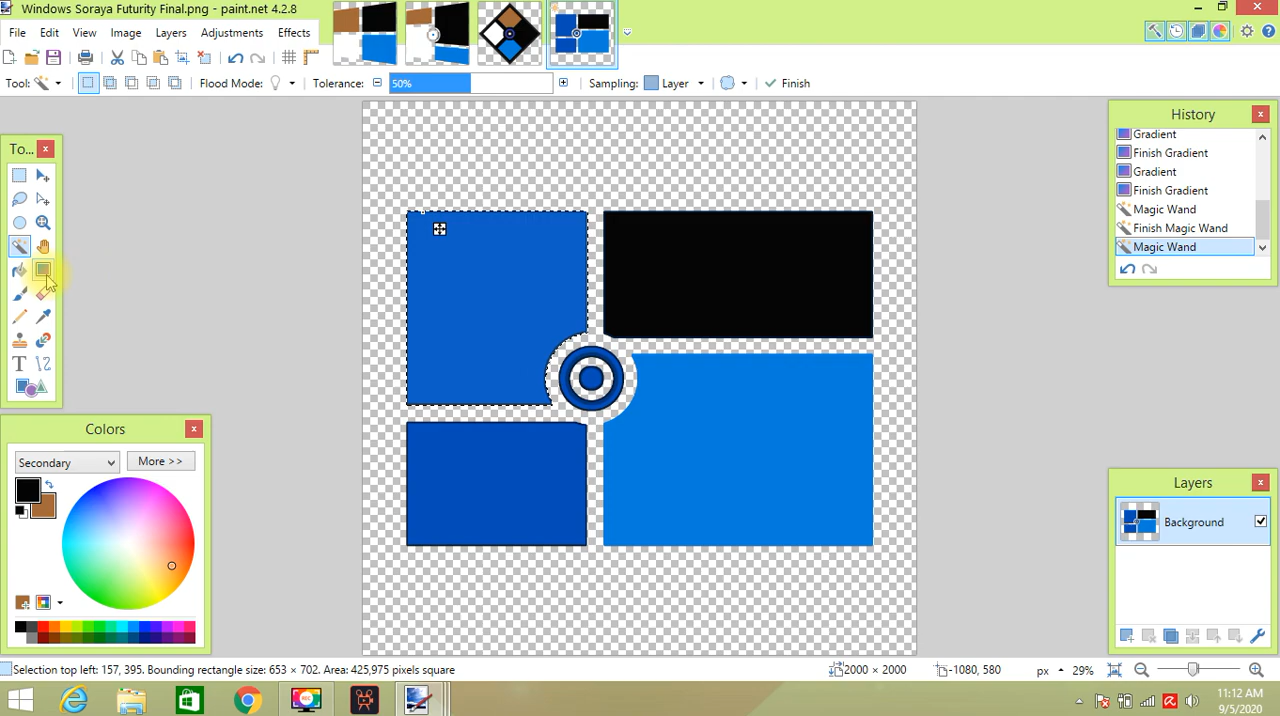 Windows Soraya Futurity Final.png - paint.net 4.2.8
File Edit View Image Layers Adjustments Effects
Tool: Flood Mode: Tolerance: 50% Sampling: Layer Finish
To...
T
Colors
Secondary More >>
History
Gradient
Finish Gradient
Gradient
Finish Gradient
Magic Wand
Finish Magic Wand
Magic Wand
Layers
Background
Selection top left: 157, 395. Bounding rectangle size: 653 × 702. Area: 425,975 pixels square 2000 × 2000 -1080, 580 px 29%
REC
11:12 AM
9/5/2020